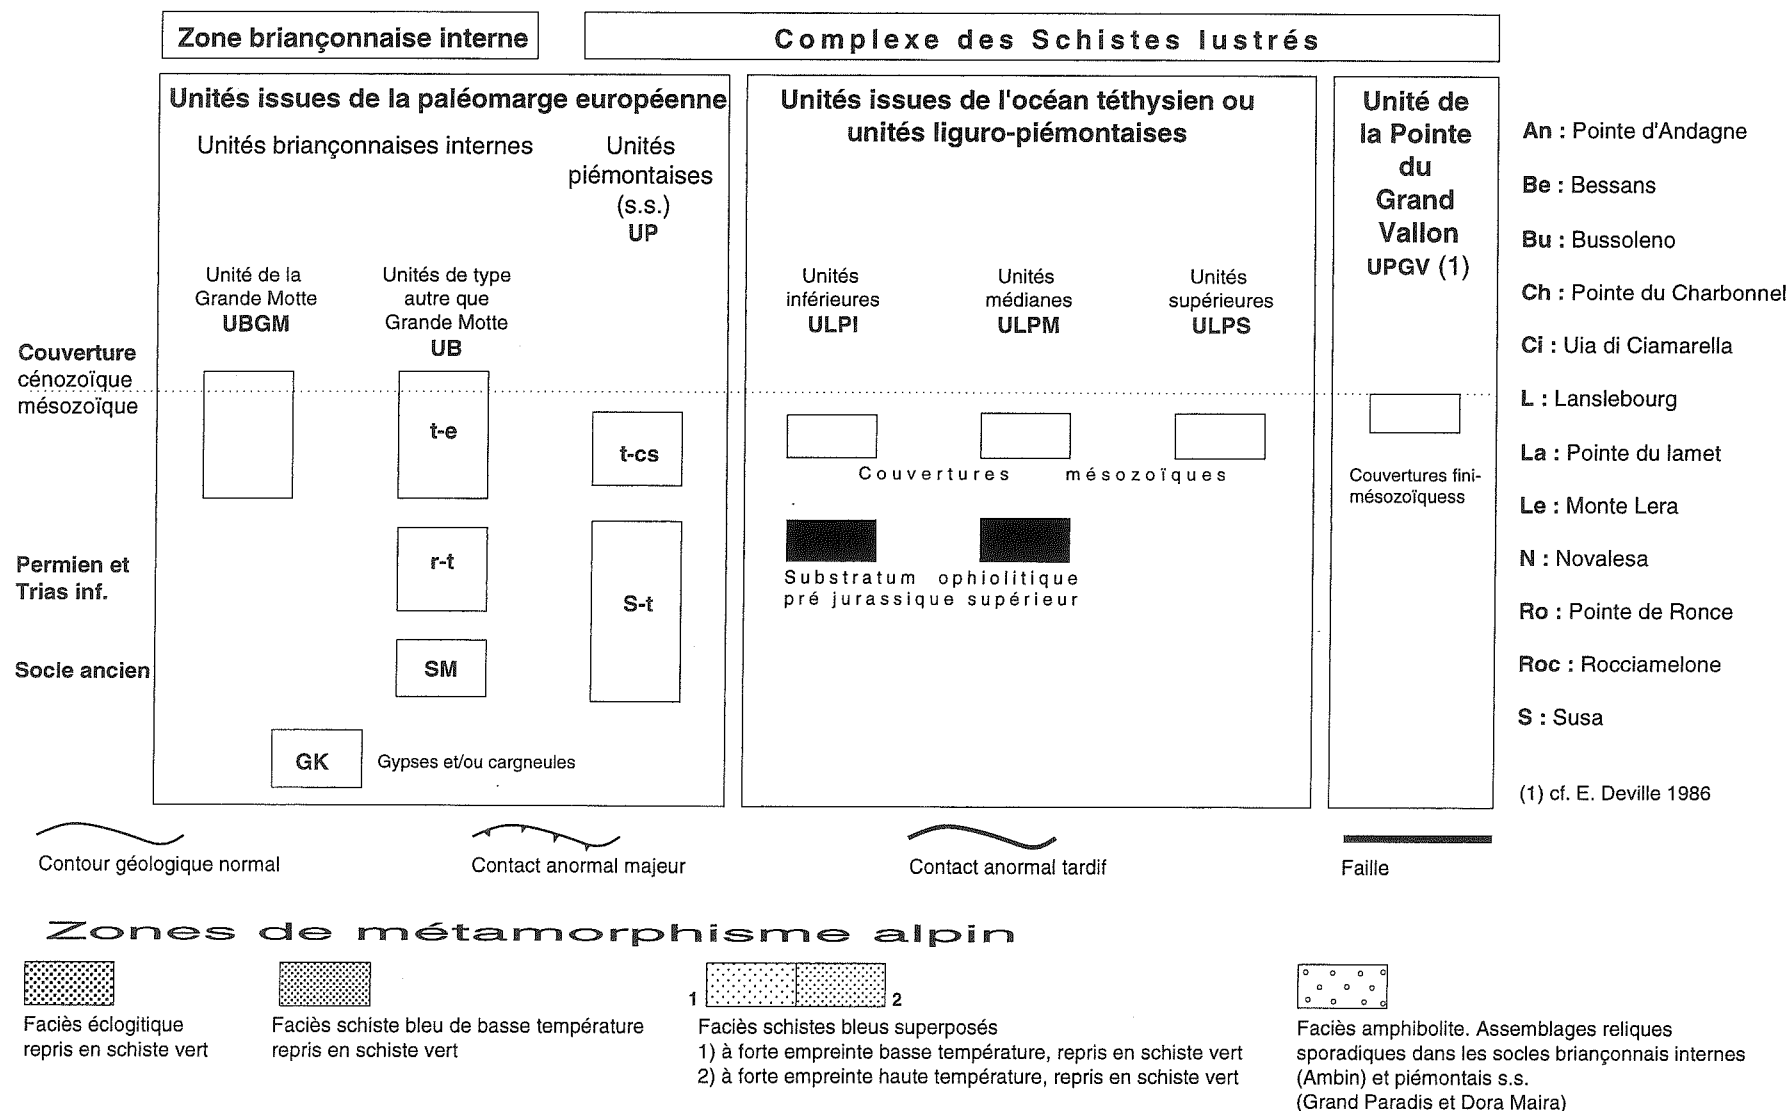 Zone briançonnaise interne
Complexe des Schistes lustrés
Unités issues de la paléomarge européenne
Unités briançonnaises internes
Unités
piémontaises
(s.s.)
UP
Unité de la
Grande Motte
UBGM
Unités de type
autre que
Grande Motte
UB
Unités issues de l'océan téthysien ou
unités liguro-piémontaises
Unités
inférieures
ULPI
Unités
médianes
ULPM
Unités
supérieures
ULPS
Unité de
la Pointe
du
Grand
Vallon
UPGV (1)
Couverture
cénozoïque
mésozoïque
t-e
t-cs
Couvertures mésozoïques
Couvertures fini-
mésozoïquess
Permien et
Trias inf.
r-t
S-t
Substratum ophiolitique
pré jurassique supérieur
Socle ancien
SM
GK
Gypses et/ou cargneules
An : Pointe d'Andagne
Be : Bessans
Bu : Bussoleno
Ch : Pointe du Charbonnel
Ci : Uia di Ciamarella
L : Lanslebourg
La : Pointe du lamet
Le : Monte Lera
N : Novalesa
Ro : Pointe de Ronce
Roc : Rocciamelone
S : Susa
(1) cf. E. Deville 1986
Contour géologique normal
Contact anormal majeur
Contact anormal tardif
Faille
Zones de métamorphisme alpin
Faciès éclogitique
repris en schiste vert
Faciès schiste bleu de basse température
repris en schiste vert
1
2
Faciès schistes bleus superposés
1) à forte empreinte basse température, repris en schiste vert
2) à forte empreinte haute température, repris en schiste vert
Faciès amphibolite. Assemblages reliques
sporadiques dans les socles briançonnais internes
(Ambin) et piémontais s.s.
(Grand Paradis et Dora Maira)